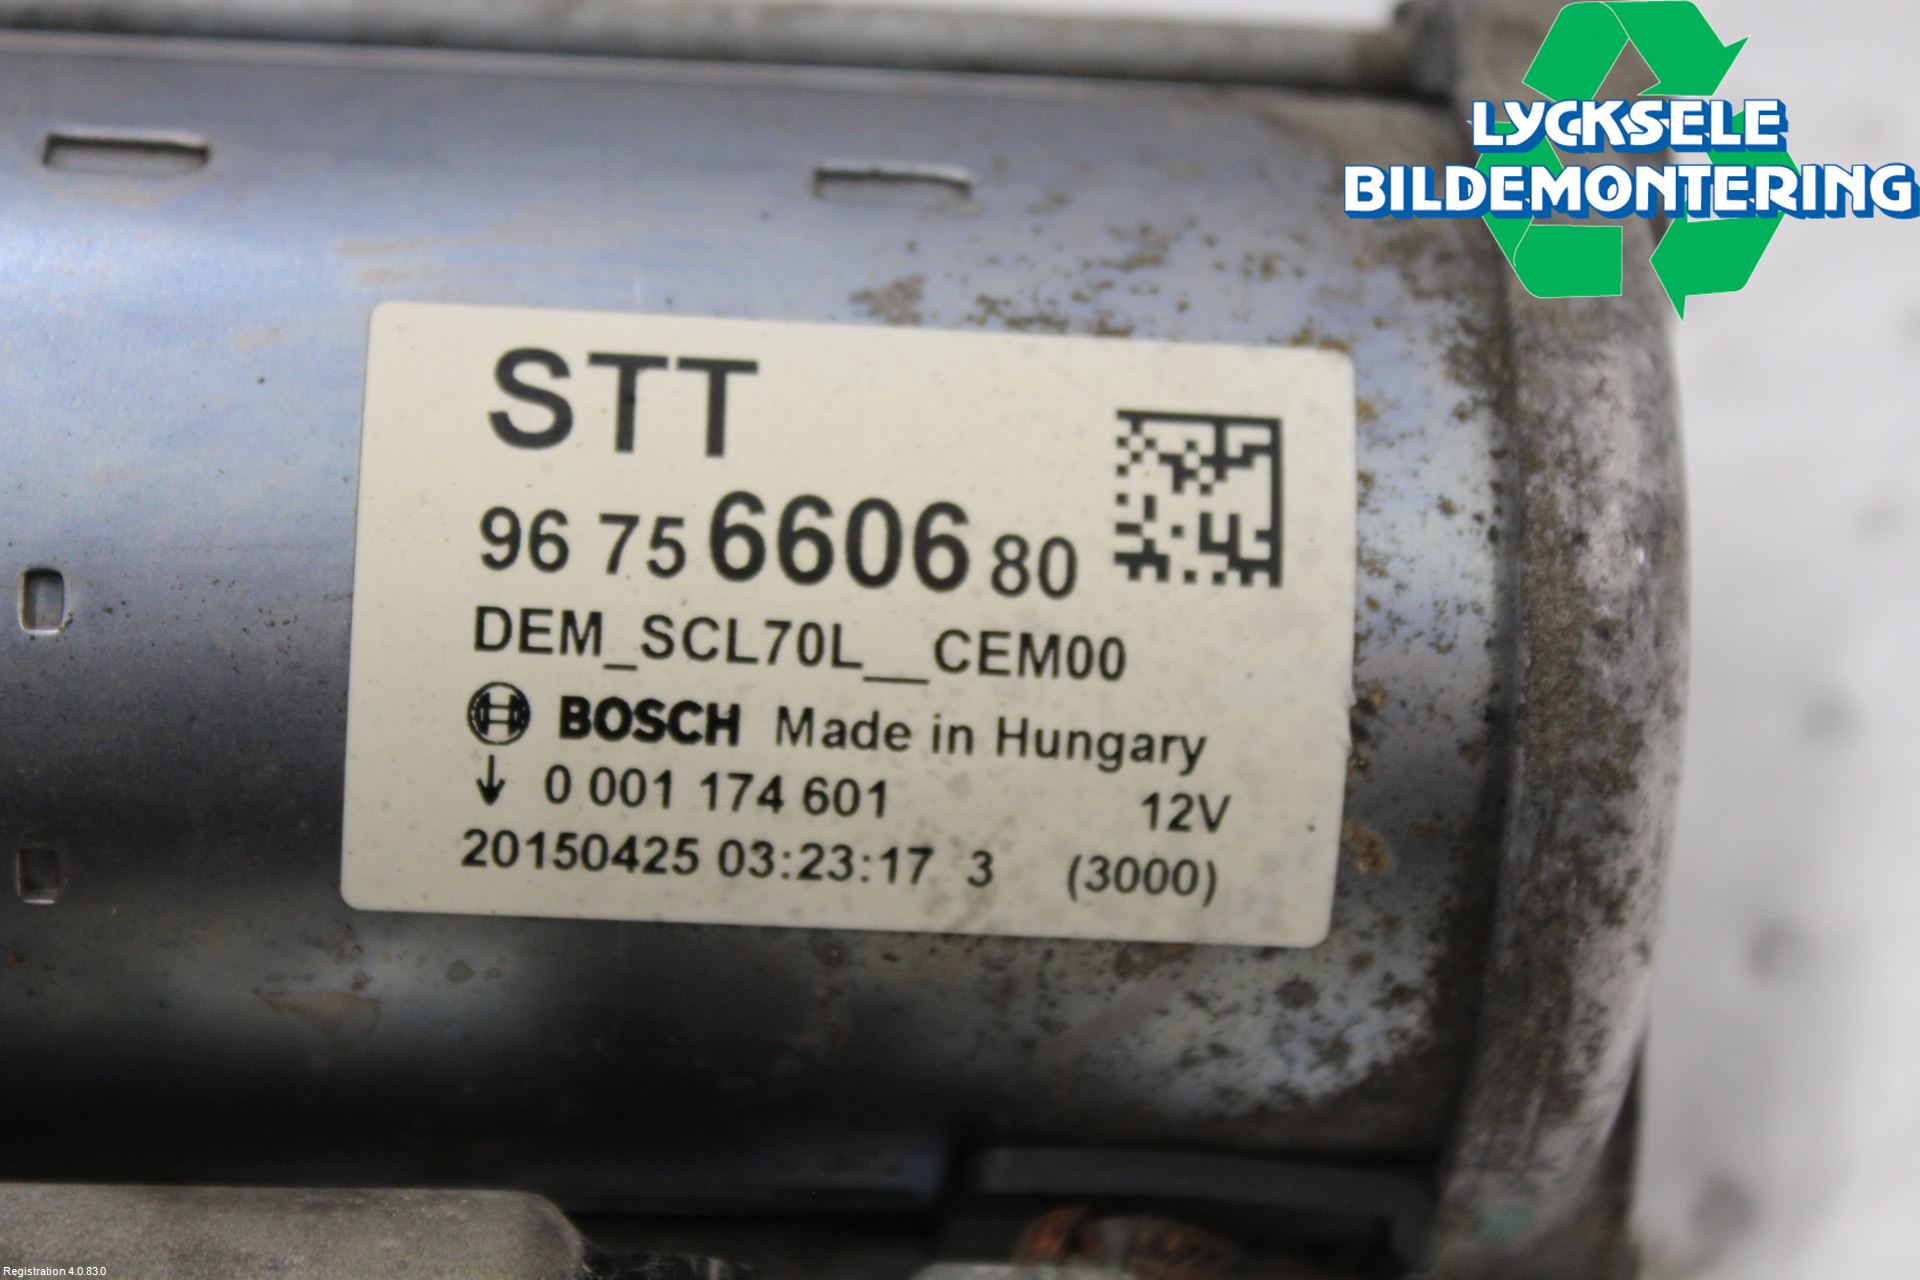 LYCKSELE
BILDEMONTERING
STT
96 75 6606 80
DEM_SCL70L__CEM00
BOSCH Made in Hungary
↓ 0 001 174 601 12V
20150425 03:23:17 3 (3000)
Registration 4.0.83.0